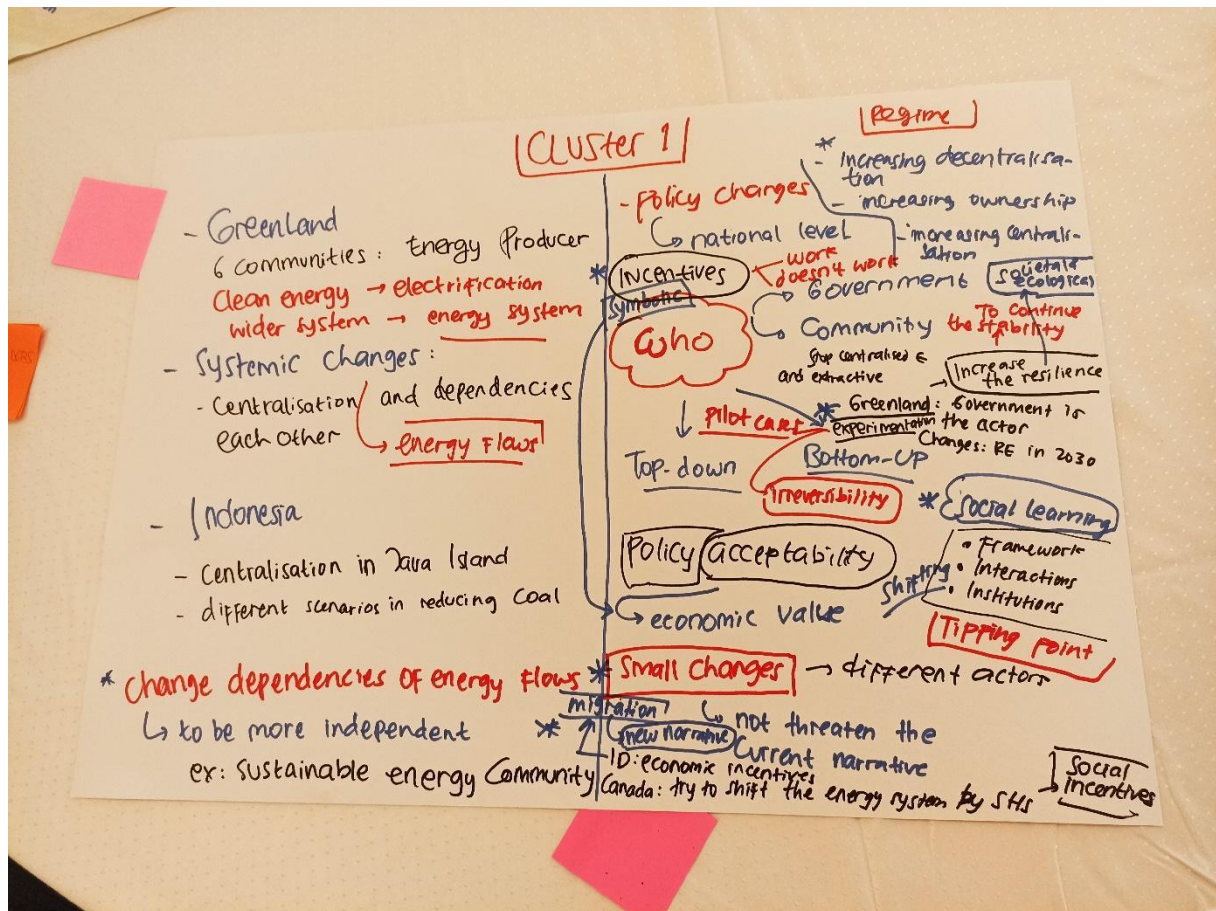 CLUSTER 1
- Greenland
6 communities: Energy Producer
Clean energy → electrification
wider system → energy system
- Systemic changes:
- Centralisation and dependencies
each other → energy flows
- Indonesia
- Centralisation in Java Island
- different scenarios in reducing coal
* Change dependencies of energy flows
↳ to be more independent
ex: sustainable energy community
- Policy changes
↳ national level
* Incentives
work
doesn't work
symbolic
Who
Government
Community
Regime
* - Increasing decentralisa-
tion
- increasing ownership
- increasing centrali-
sation
societal &
ecological
To continue
the stability
Stop centralised &
and extractive
→ Increase
the resilience
↓ Pilot cases
* Greenland: Government is
experimentation the actor
Changes: RE in 2030
Top-down
Bottom-up
Irreversibility
* Social learning
• Framework
• Interactions
• Institutions
shifting
Tipping point
Policy acceptability
↳ economic value
* Small changes → different actors
migration
↳ not threaten the
current narrative
* new narrative
ID: economic incentives
Canada: try to shift the energy system by SHS → Social
incentives